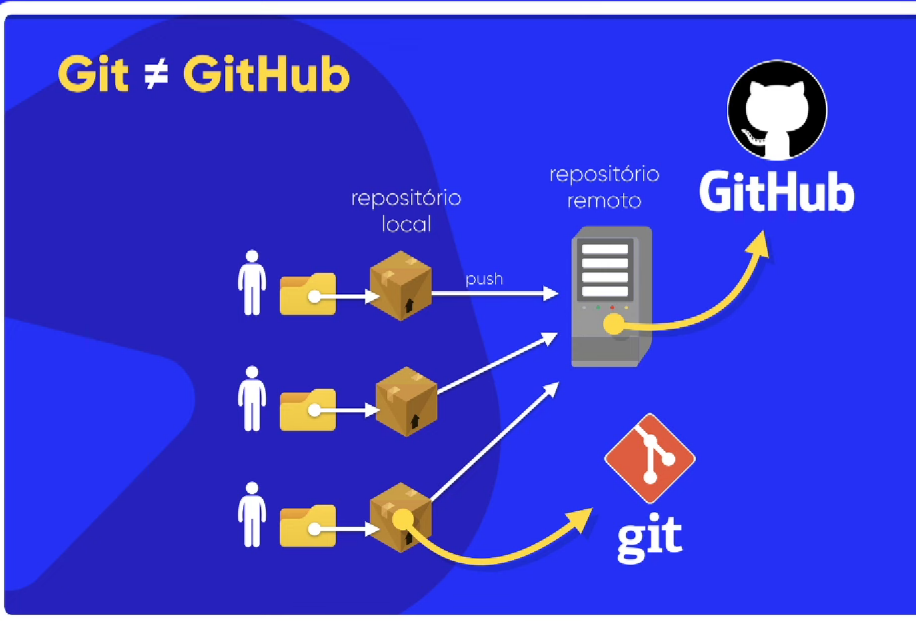 Git ≠ GitHub
GitHub
repositório
remoto
repositório
local
push
git